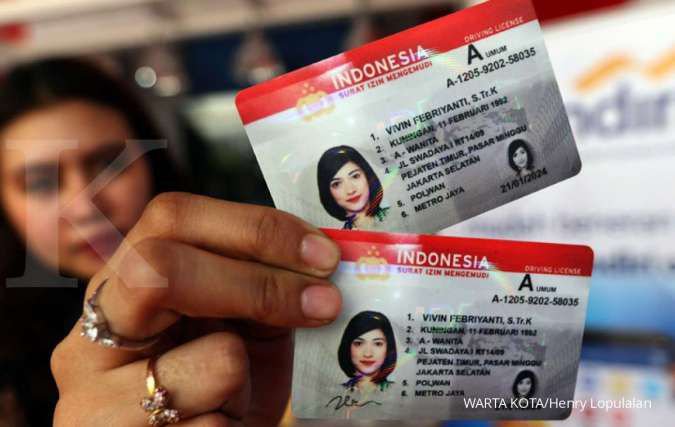 INDONESIA
SURAT IZIN MENGEMUDI
DRIVING LICENSE
A UMUM
A-1205-9202-58035
1. VIVIN FEBRIYANTI, S.Tr.K
2. KUNINGAN, 11 FEBRUARI 1992
3. A - WANITA
4. JL SWADAYA I RT14/09
PEJATEN TIMUR, PASAR MINGGU
JAKARTA SELATAN
5. POLWAN
6. METRO JAYA
21/01/2024
INDONESIA
SURAT IZIN MENGEMUDI
DRIVING LICENSE
A UMUM
A-1205-9202-58035
1. VIVIN FEBRIYANTI, S.Tr.K
2. KUNINGAN, 11 FEBRUARI 1992
3. A - WANITA
4. JL SWADAYA I RT14/09
PEJATEN TIMUR, PASAR MINGGU
JAKARTA SELATAN
5. POLWAN
6. METRO JAYA
K
WARTA KOTA/Henry Lopulalan